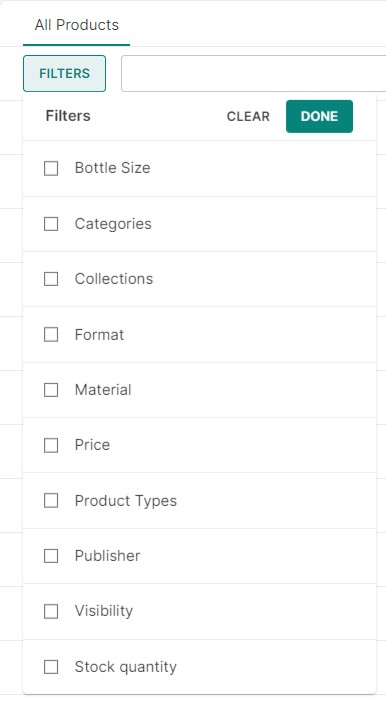 All Products
FILTERS
Filters CLEAR DONE
Bottle Size
Categories
Collections
Format
Material
Price
Product Types
Publisher
Visibility
Stock quantity